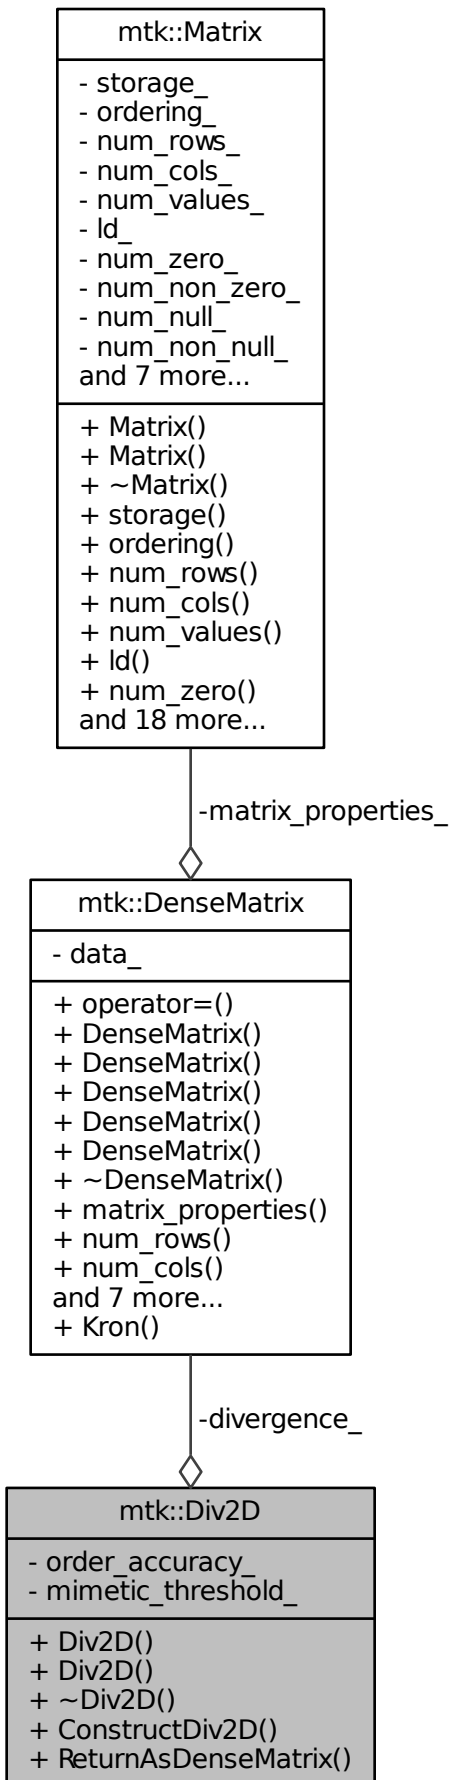 mtk::Matrix
- storage_
- ordering_
- num_rows_
- num_cols_
- num_values_
- ld_
- num_zero_
- num_non_zero_
- num_null_
- num_non_null_
and 7 more...
+ Matrix()
+ Matrix()
+ ~Matrix()
+ storage()
+ ordering()
+ num_rows()
+ num_cols()
+ num_values()
+ ld()
+ num_zero()
and 18 more...
-matrix_properties_
mtk::DenseMatrix
- data_
+ operator=()
+ DenseMatrix()
+ DenseMatrix()
+ DenseMatrix()
+ DenseMatrix()
+ DenseMatrix()
+ ~DenseMatrix()
+ matrix_properties()
+ num_rows()
+ num_cols()
and 7 more...
+ Kron()
-divergence_
mtk::Div2D
- order_accuracy_
- mimetic_threshold_
+ Div2D()
+ Div2D()
+ ~Div2D()
+ ConstructDiv2D()
+ ReturnAsDenseMatrix()